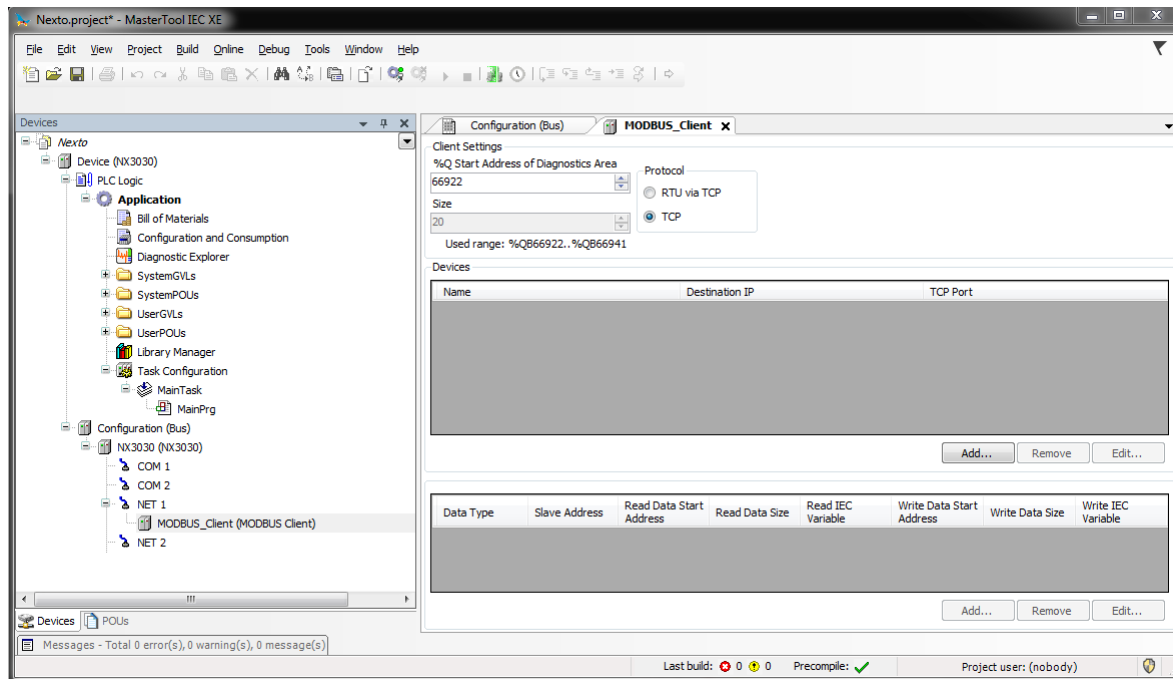 Nexto.project* - MasterTool IEC XE
File Edit View Project Build Online Debug Tools Window Help
Devices
Nexto
Device (NX3030)
PLC Logic
Application
Bill of Materials
Configuration and Consumption
Diagnostic Explorer
SystemGVLs
SystemPOUs
UserGVLs
UserPOUs
Library Manager
Task Configuration
MainTask
MainPrg
Configuration (Bus)
NX3030 (NX3030)
COM 1
COM 2
NET 1
MODBUS_Client (MODBUS Client)
NET 2
Devices POUs
Configuration (Bus) MODBUS_Client
Client Settings
%Q Start Address of Diagnostics Area
66922
Size
20
Used range: %QB66922..%QB66941
Protocol
RTU via TCP
TCP
Devices
Name Destination IP TCP Port
Add... Remove Edit...
Data Type Slave Address Read Data Start Address Read Data Size Read IEC Variable Write Data Start Address Write Data Size Write IEC Variable
Add... Remove Edit...
Messages - Total 0 error(s), 0 warning(s), 0 message(s)
Last build: 0 0 Precompile: Project user: (nobody)